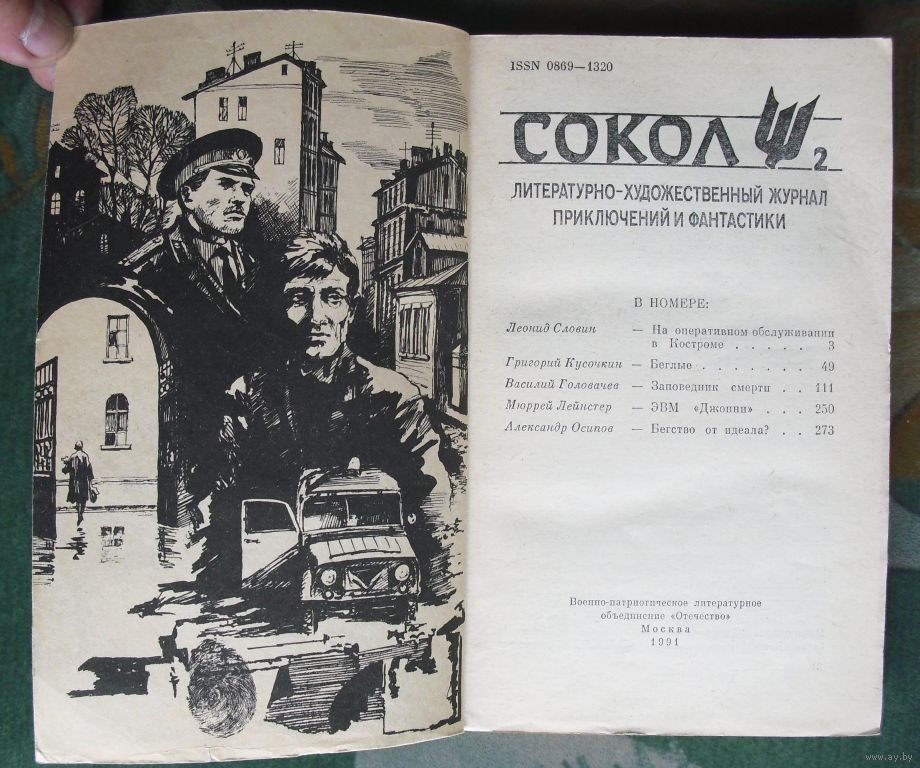 ISSN 0869—1320
СОКОЛ 2
ЛИТЕРАТУРНО-ХУДОЖЕСТВЕННЫЙ ЖУРНАЛ
ПРИКЛЮЧЕНИЙ И ФАНТАСТИКИ
В НОМЕРЕ:
Леонид Словин — На оперативном обслуживании
в Костроме . . . . . 3
Григорий Кусочкин — Беглые . . . . . . . 49
Василий Головачев — Заповедник смерти . . 111
Мюррей Лейнстер — ЭВМ «Джонни» . . . 250
Александр Осипов — Бегство от идеала? . . 273
Военно-патриотическое литературное
объединение «Отечество»
Москва
1991
www.ay.by